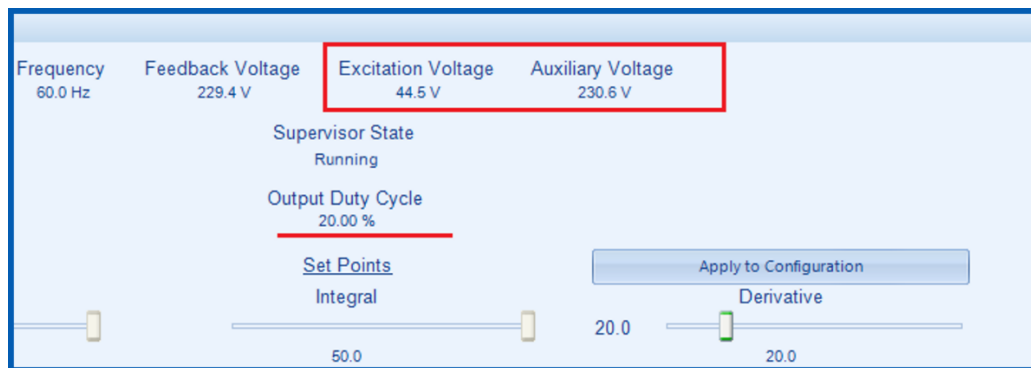 Frequency Feedback Voltage Excitation Voltage Auxiliary Voltage
60.0 Hz 229.4 V 44.5 V 230.6 V
Supervisor State
Running
Output Duty Cycle
20.00 %
Set Points Apply to Configuration
Integral Derivative
20.0
50.0 20.0